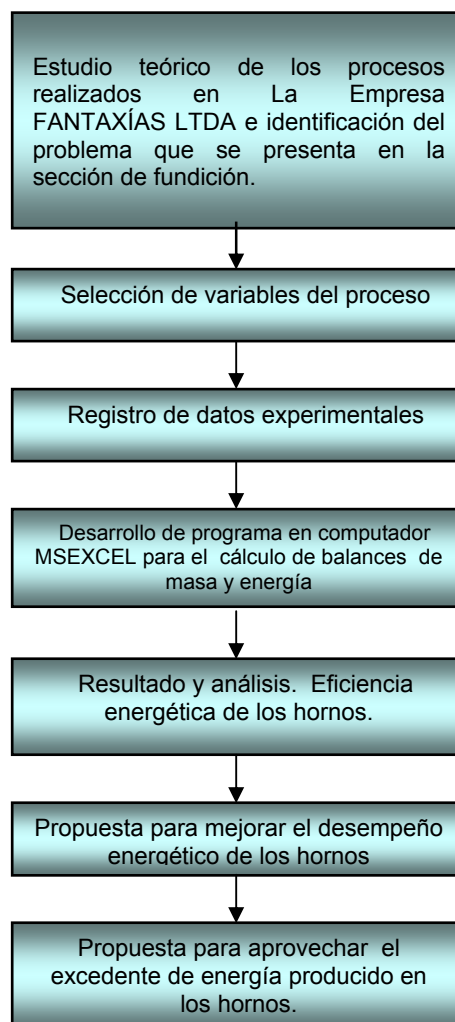 Estudio teórico de los procesos
realizados en La Empresa
FANTAXÍAS LTDA e identificación del
problema que se presenta en la
sección de fundición.
Selección de variables del proceso
Registro de datos experimentales
Desarrollo de programa en computador
MSEXCEL para el cálculo de balances de
masa y energía
Resultado y análisis. Eficiencia
energética de los hornos.
Propuesta para mejorar el desempeño
energético de los hornos
Propuesta para aprovechar el
excedente de energía producido en
los hornos.